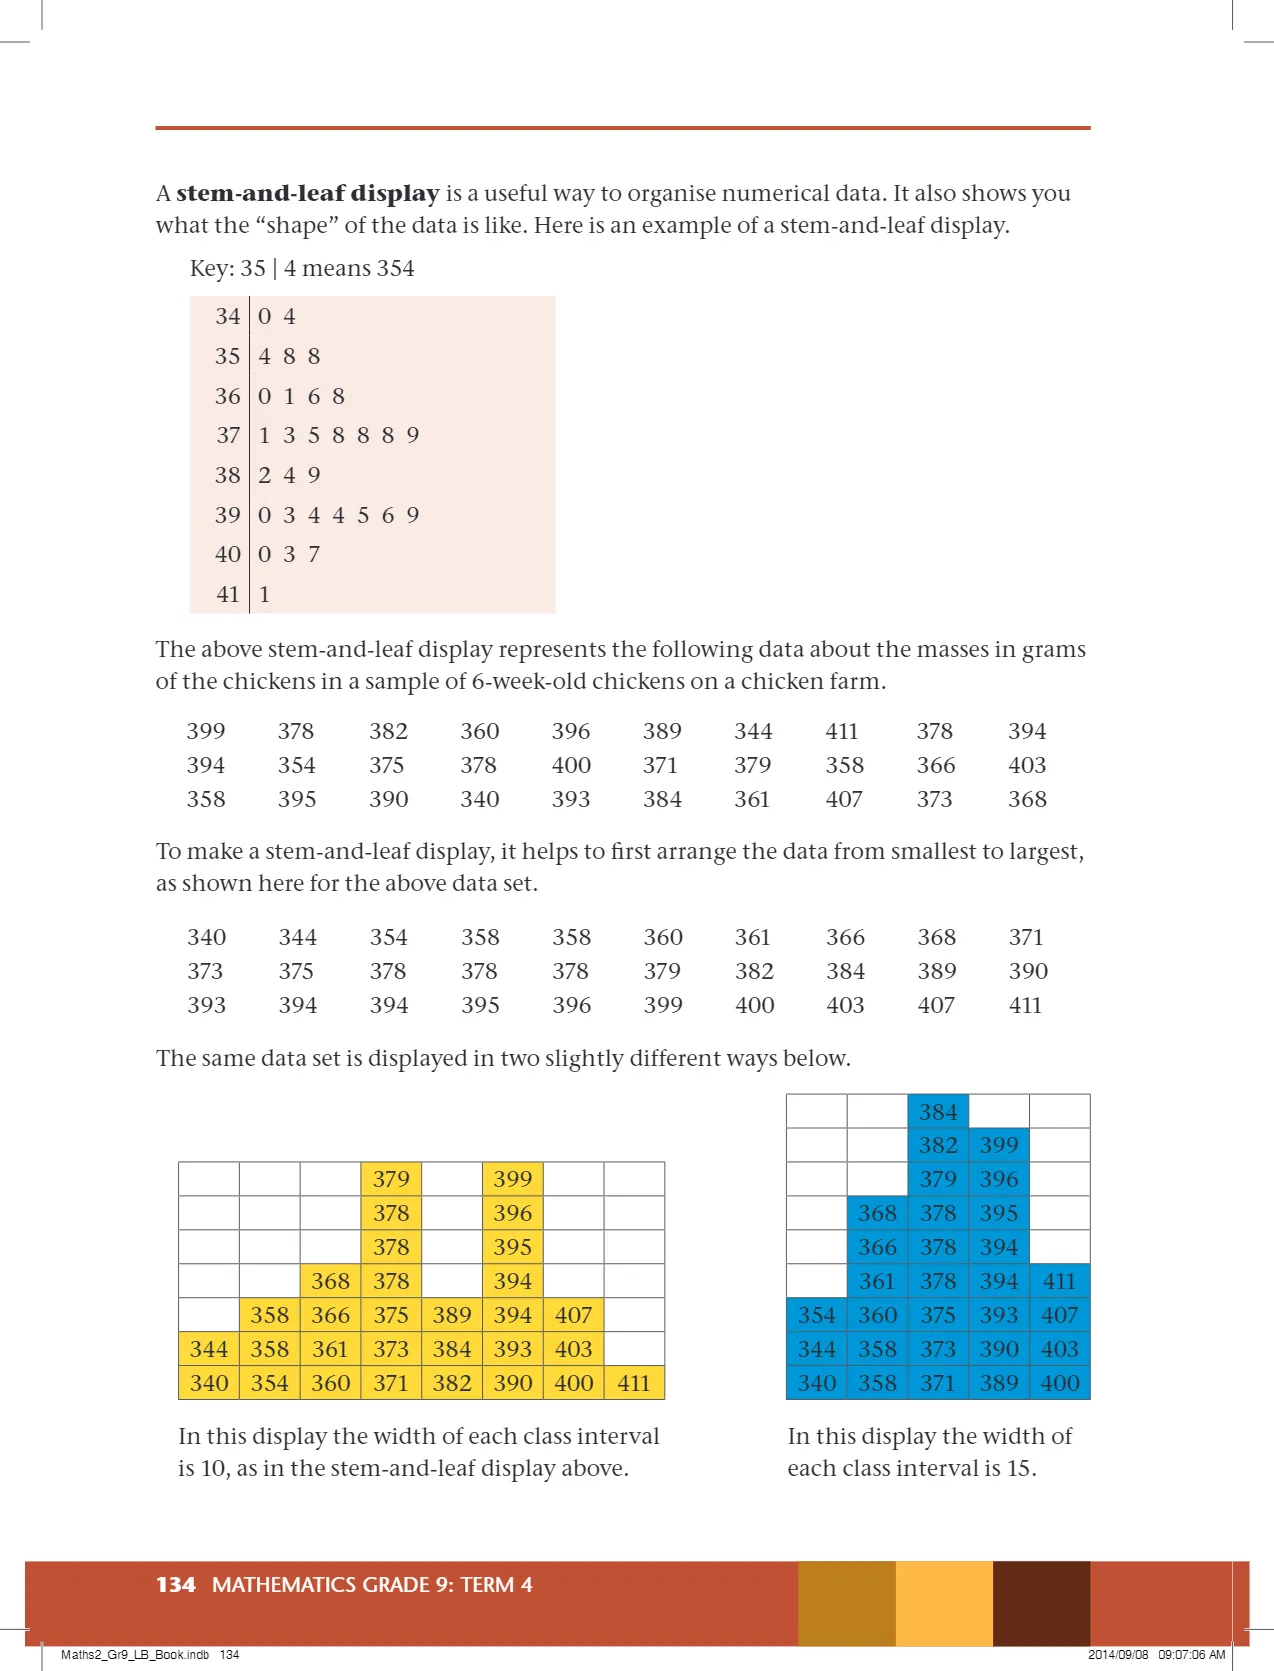 A stem-and-leaf display is a useful way to organise numerical data. It also shows you
what the “shape” of the data is like. Here is an example of a stem-and-leaf display.
Key: 35 | 4 means 354
34 | 0 4
35 | 4 8 8
36 | 0 1 6 8
37 | 1 3 5 8 8 8 9
38 | 2 4 9
39 | 0 3 4 4 5 6 9
40 | 0 3 7
41 | 1
The above stem-and-leaf display represents the following data about the masses in grams
of the chickens in a sample of 6-week-old chickens on a chicken farm.
399 378 382 360 396 389 344 411 378 394
394 354 375 378 400 371 379 358 366 403
358 395 390 340 393 384 361 407 373 368
To make a stem-and-leaf display, it helps to first arrange the data from smallest to largest,
as shown here for the above data set.
340 344 354 358 358 360 361 366 368 371
373 375 378 378 378 379 382 384 389 390
393 394 394 395 396 399 400 403 407 411
The same data set is displayed in two slightly different ways below.
379 399
378 396
378 395
368 378 394
358 366 375 389 394 407
344 358 361 373 384 393 403
340 354 360 371 382 390 400 411
In this display the width of each class interval
is 10, as in the stem-and-leaf display above.
384
382 399
379 396
368 378 395
366 378 394
361 378 394 411
354 360 375 393 407
344 358 373 390 403
340 358 371 389 400
In this display the width of
each class interval is 15.
134 MATHEMATICS GRADE 9: TERM 4
Maths2_Gr9_LB_Book.indb 134
2014/09/08 09:07:06 AM